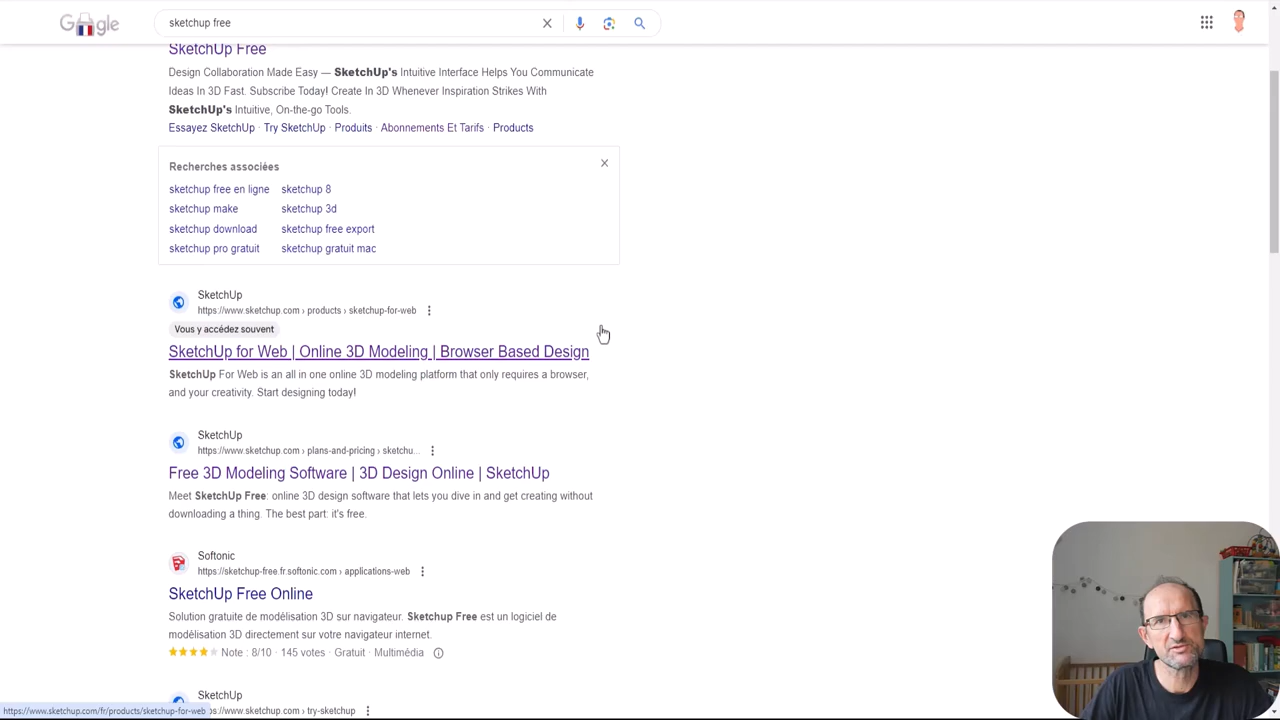 sketchup free
SketchUp Free
Design Collaboration Made Easy — SketchUp's Intuitive Interface Helps You Communicate
Ideas In 3D Fast. Subscribe Today! Create In 3D Whenever Inspiration Strikes With
SketchUp's Intuitive, On-the-go Tools.
Essayez SketchUp · Try SketchUp · Produits · Abonnements Et Tarifs · Products
Recherches associées
sketchup free en ligne sketchup 8
sketchup make sketchup 3d
sketchup download sketchup free export
sketchup pro gratuit sketchup gratuit mac
SketchUp
https://www.sketchup.com › products › sketchup-for-web
Vous y accédez souvent
SketchUp for Web | Online 3D Modeling | Browser Based Design
SketchUp For Web is an all in one online 3D modeling platform that only requires a browser,
and your creativity. Start designing today!
SketchUp
https://www.sketchup.com › plans-and-pricing › sketchu...
Free 3D Modeling Software | 3D Design Online | SketchUp
Meet SketchUp Free: online 3D design software that lets you dive in and get creating without
downloading a thing. The best part: it's free.
Softonic
https://sketchup-free.fr.softonic.com › applications-web
SketchUp Free Online
Solution gratuite de modélisation 3D sur navigateur. Sketchup Free est un logiciel de
modélisation 3D directement sur votre navigateur internet.
Note : 8/10 · 145 votes · Gratuit · Multimédia
SketchUp
https://www.sketchup.com/fr/products/sketchup-for-web
ps://www.sketchup.com › try-sketchup